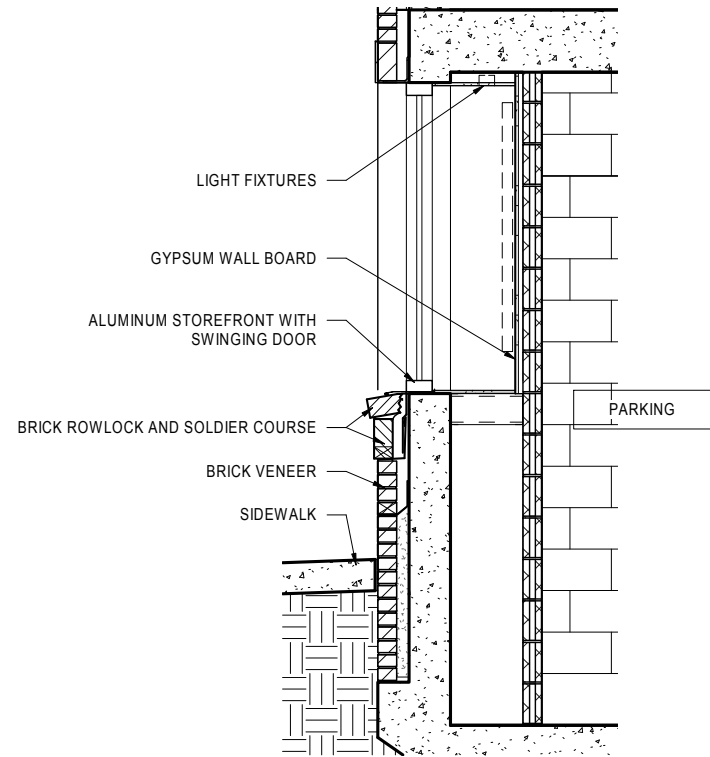 LIGHT FIXTURES
GYPSUM WALL BOARD
ALUMINUM STOREFRONT WITH
SWINGING DOOR
PARKING
BRICK ROWLOCK AND SOLDIER COURSE
BRICK VENEER
SIDEWALK